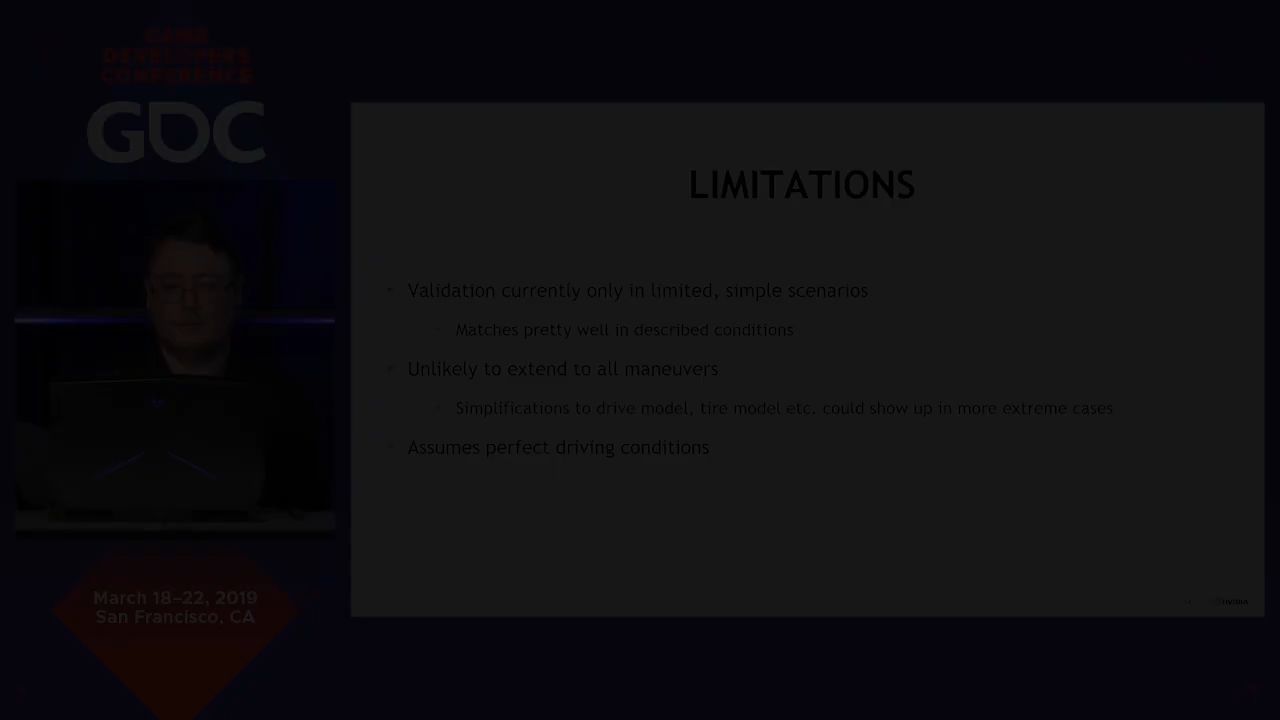 GAME
DEVELOPERS
CONFERENCE
GDC
LIMITATIONS
Validation currently only in limited, simple scenarios
Matches pretty well in described conditions
Unlikely to extend to all maneuvers
Simplifications to drive model, tire model etc. could show up in more extreme cases
Assumes perfect driving conditions
March 18–22, 2019
San Francisco, CA
NVIDIA